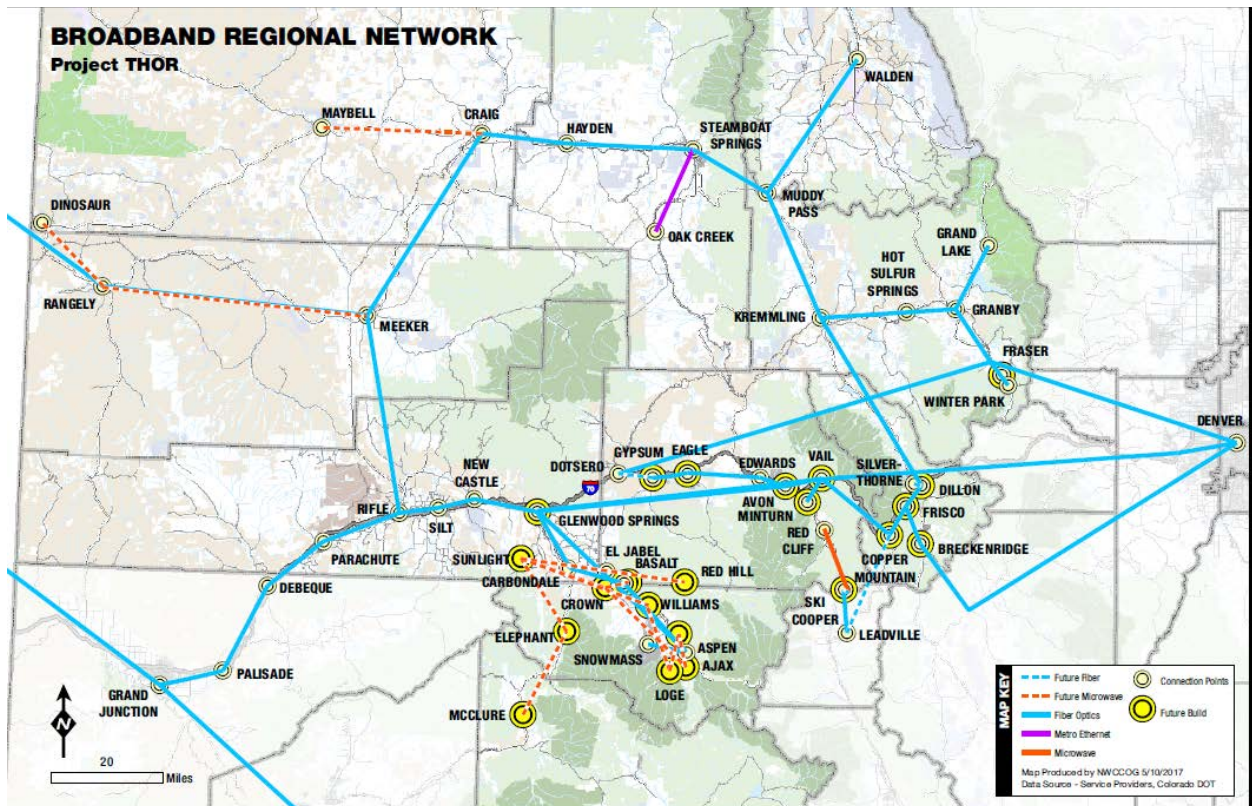 BROADBAND REGIONAL NETWORK
Project THOR
WALDEN
MAYBELL
CRAIG
HAYDEN
STEAMBOAT
SPRINGS
MUDDY
PASS
DINOSAUR
OAK CREEK
GRAND
LAKE
HOT
SULFUR
SPRINGS
RANGELY
MEEKER
KREMMLING
GRANBY
FRASER
WINTER PARK
DENVER
DOTSERO
GYPSUM
EAGLE
EDWARDS
VAIL
SILVER-
THORNE
NEW
CASTLE
70
DILLON
AVON
MINTURN
FRISCO
RIFLE
SILT
GLENWOOD SPRINGS
RED
CLIFF
BRECKENRIDGE
PARACHUTE
SUNLIGHT
EL JABEL
BASALT
COPPER
MOUNTAIN
CARBONDALE
RED HILL
DEBEQUE
CROWN
WILLIAMS
SKI
COOPER
ELEPHANT
LEADVILLE
SNOWMASS
ASPEN
AJAX
PALISADE
LOGE
GRAND
JUNCTION
MCCLURE
N
20
Miles
MAP KEY
Future Fiber
Future Microwave
Fiber Optics
Metro Ethernet
Microwave
Connection Points
Future Build
Map Produced by NWCCOG 5/10/2017
Data Source - Service Providers, Colorado DOT